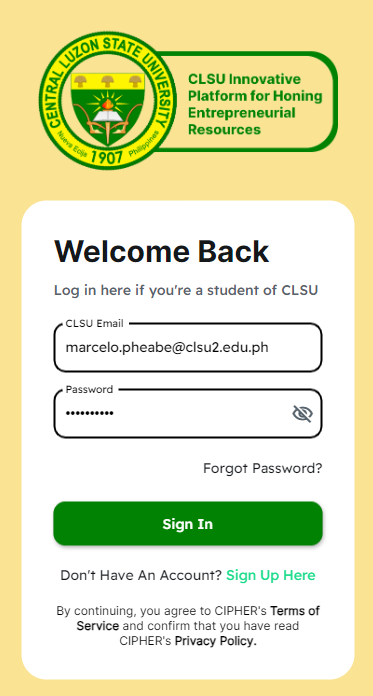 CENTRAL LUZON STATE UNIVERSITY
Nueva Ecija
1907
Philippines
CLSU Innovative
Platform for Honing
Entrepreneurial
Resources
Welcome Back
Log in here if you're a student of CLSU
CLSU Email
marcelo.pheabe@clsu2.edu.ph
Password
••••••••••
Forgot Password?
Sign In
Don't Have An Account? Sign Up Here
By continuing, you agree to CIPHER's Terms of
Service and confirm that you have read
CIPHER's Privacy Policy.